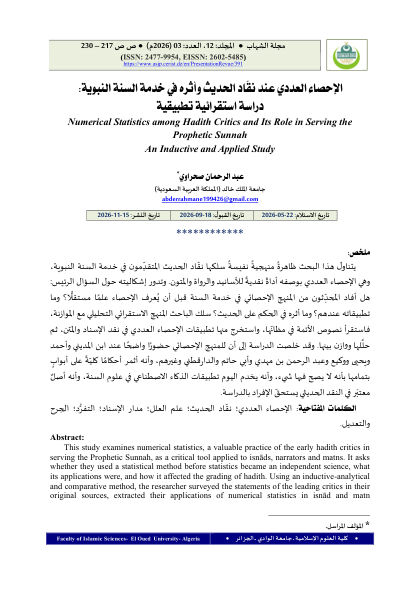 مجلة الشهاب • المجلد: 12، العدد: 03 (2026م) • ص ص 217 – 230
(ISSN: 2477-9954, EISSN: 2602-5485)
https://www.asjp.cerist.dz/en/PresentationRevue/391
الإحصاء العددي عند نقّاد الحديث وأثره في خدمة السنة النبوية:
دراسة استقرائية تطبيقية
Numerical Statistics among Hadith Critics and Its Role in Serving the
Prophetic Sunnah
An Inductive and Applied Study
عبد الرحمان صحراوي*
جامعة الملك خالد (المملكة العربية السعودية)
abderrahmane199426@gmail.com
تاريخ الاستلام: 22-05-2026 تاريخ القبول: 18-09-2026 تاريخ النشر: 15-11-2026
************
ملخص:
يتناول هذا البحث ظاهرةً منهجيةً نفيسةً سلكها نقّاد الحديث المتقدّمون في خدمة السنة النبوية،
وهي الإحصاء العددي بوصفه أداةً نقديةً للأسانيد والرواة والمتون. وتدور إشكاليته حول السؤال الرئيس:
هل أفاد المحدّثون من المنهج الإحصائي في خدمة السنة قبل أن يُعرف الإحصاء علمًا مستقلًّا؟ وما
تطبيقاته عندهم؟ وما أثره في الحكم على الحديث؟ سلك الباحث المنهج الاستقرائي التحليلي مع الموازنة،
فاستقرأ نصوص الأئمة في مظانّها، واستخرج منها تطبيقات الإحصاء العددي في نقد الإسناد والمتن، ثم
حلّلها ووازن بينها. وقد خلصت الدراسة إلى أن للمنهج الإحصائي حضورًا واضحًا عند ابن المديني وأحمد
ويحيى ووكيع وعبد الرحمن بن مهدي وأبي حاتم والدارقطني وغيرهم، وأنه أثمر أحكامًا كليّةً على أبوابٍ
بتمامها بأنه لا يصح فيها شيء، وأنه يخدم اليوم تطبيقات الذكاء الاصطناعي في علوم السنة، وأنه أصلٌ
معتبر في النقد الحديثي يستحقّ الإفراد بالدراسة.
الكلمات المفتاحية: الإحصاء العددي؛ نقّاد الحديث؛ علم العلل؛ مدار الإسناد؛ التفرُّد؛ الجرح
والتعديل.
Abstract:
This study examines numerical statistics, a valuable practice of the early hadith critics in
serving the Prophetic Sunnah, as a critical tool applied to isnāds, narrators and matns. It asks
whether they used a statistical method before statistics became an independent science, what
its applications were, and how it affected the grading of hadith. Using an inductive-analytical
and comparative method, the researcher surveyed the statements of the leading critics in their
original sources, extracted their applications of numerical statistics in isnād and matn
* المؤلف المراسل.
Faculty of Islamic Sciences- El Oued University- Algeria • كلية العلوم الإسلامية ـ جامعة الوادي ـ الجزائر •